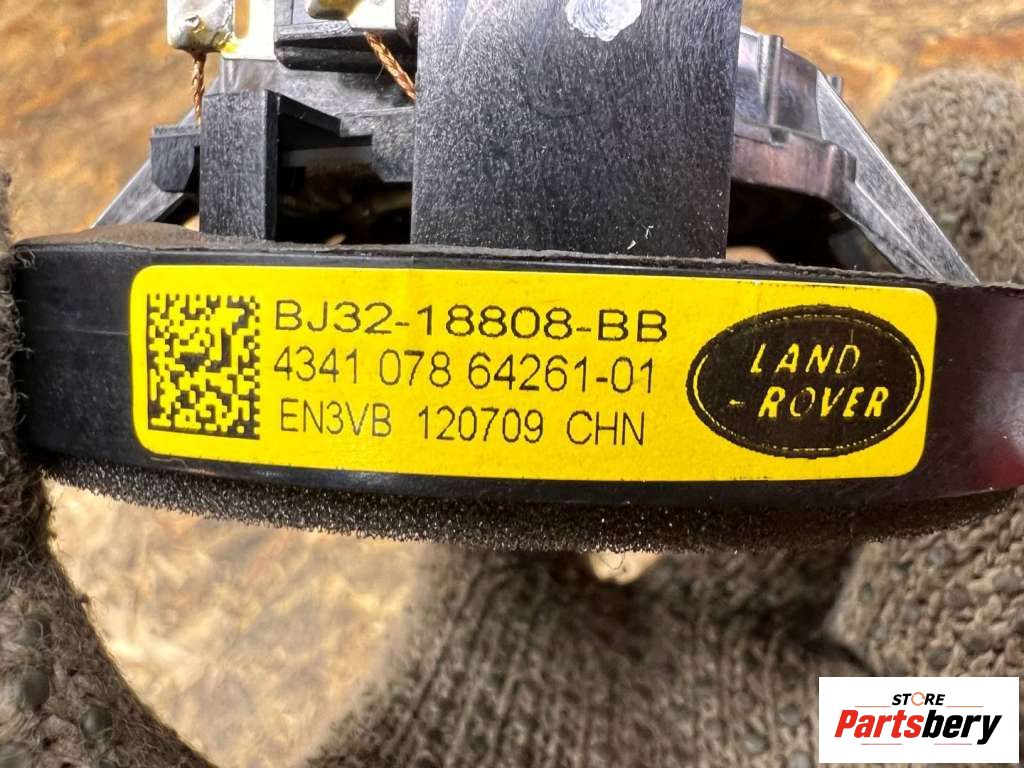 BJ32-18808-BB
4341 078 64261-01
EN3VB 120709 CHN
LAND -
- ROVER
STORE
Partsbery